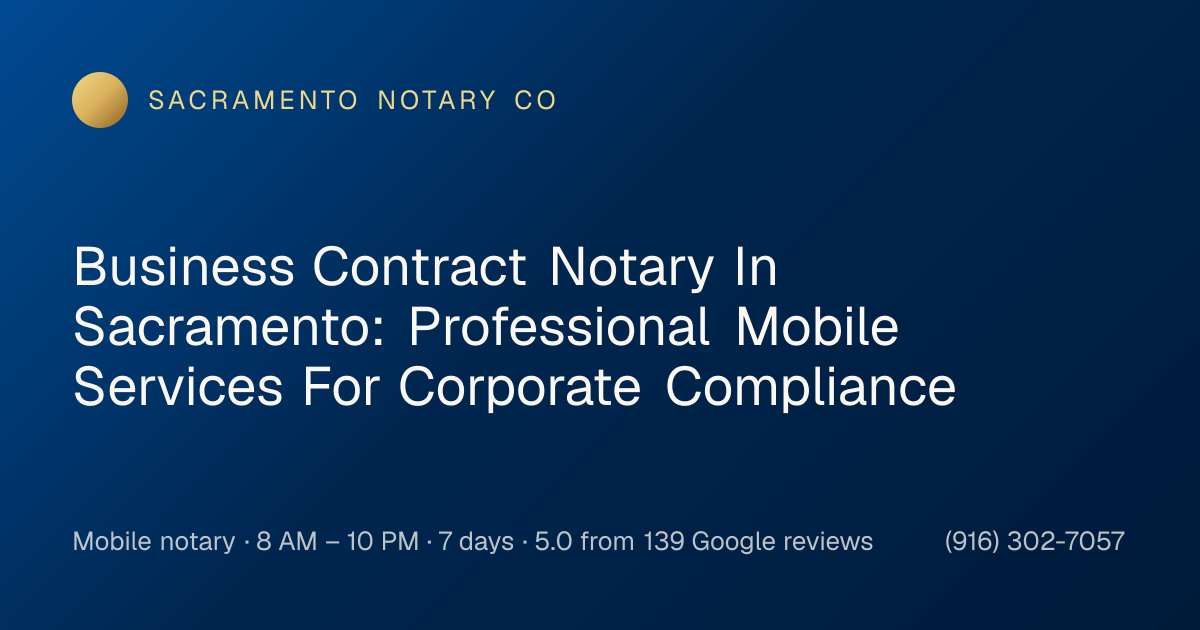 SACRAMENTO NOTARY CO
Business Contract Notary In
Sacramento: Professional Mobile
Services For Corporate Compliance
Mobile notary · 8 AM – 10 PM · 7 days · 5.0 from 139 Google reviews
(916) 302-7057